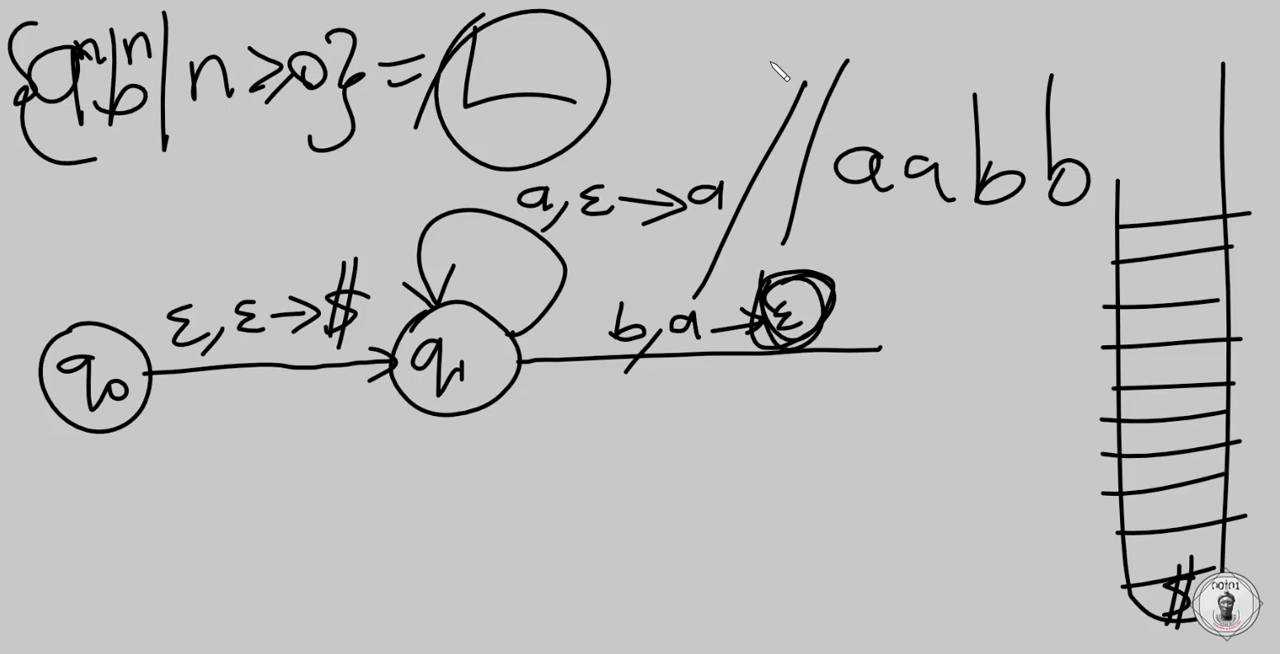 {aⁿbⁿ | n ≥ 0} = L
a, ε → a
aabb
ε, ε → $
b, a → ε
q₀
q₁
$